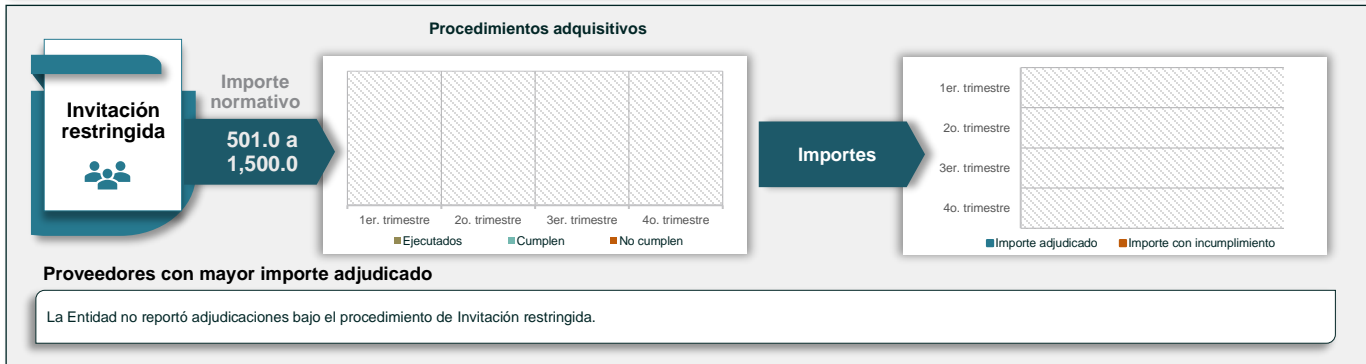 Procedimientos adquisitivos
Invitación
restringida
Importe
normativo
501.0 a
1,500.0
1er. trimestre
2o. trimestre
3er. trimestre
4o. trimestre
Ejecutados
Cumplen
No cumplen
Importes
1er. trimestre
2o. trimestre
3er. trimestre
4o. trimestre
Importe adjudicado
Importe con incumplimiento
Proveedores con mayor importe adjudicado
La Entidad no reportó adjudicaciones bajo el procedimiento de Invitación restringida.